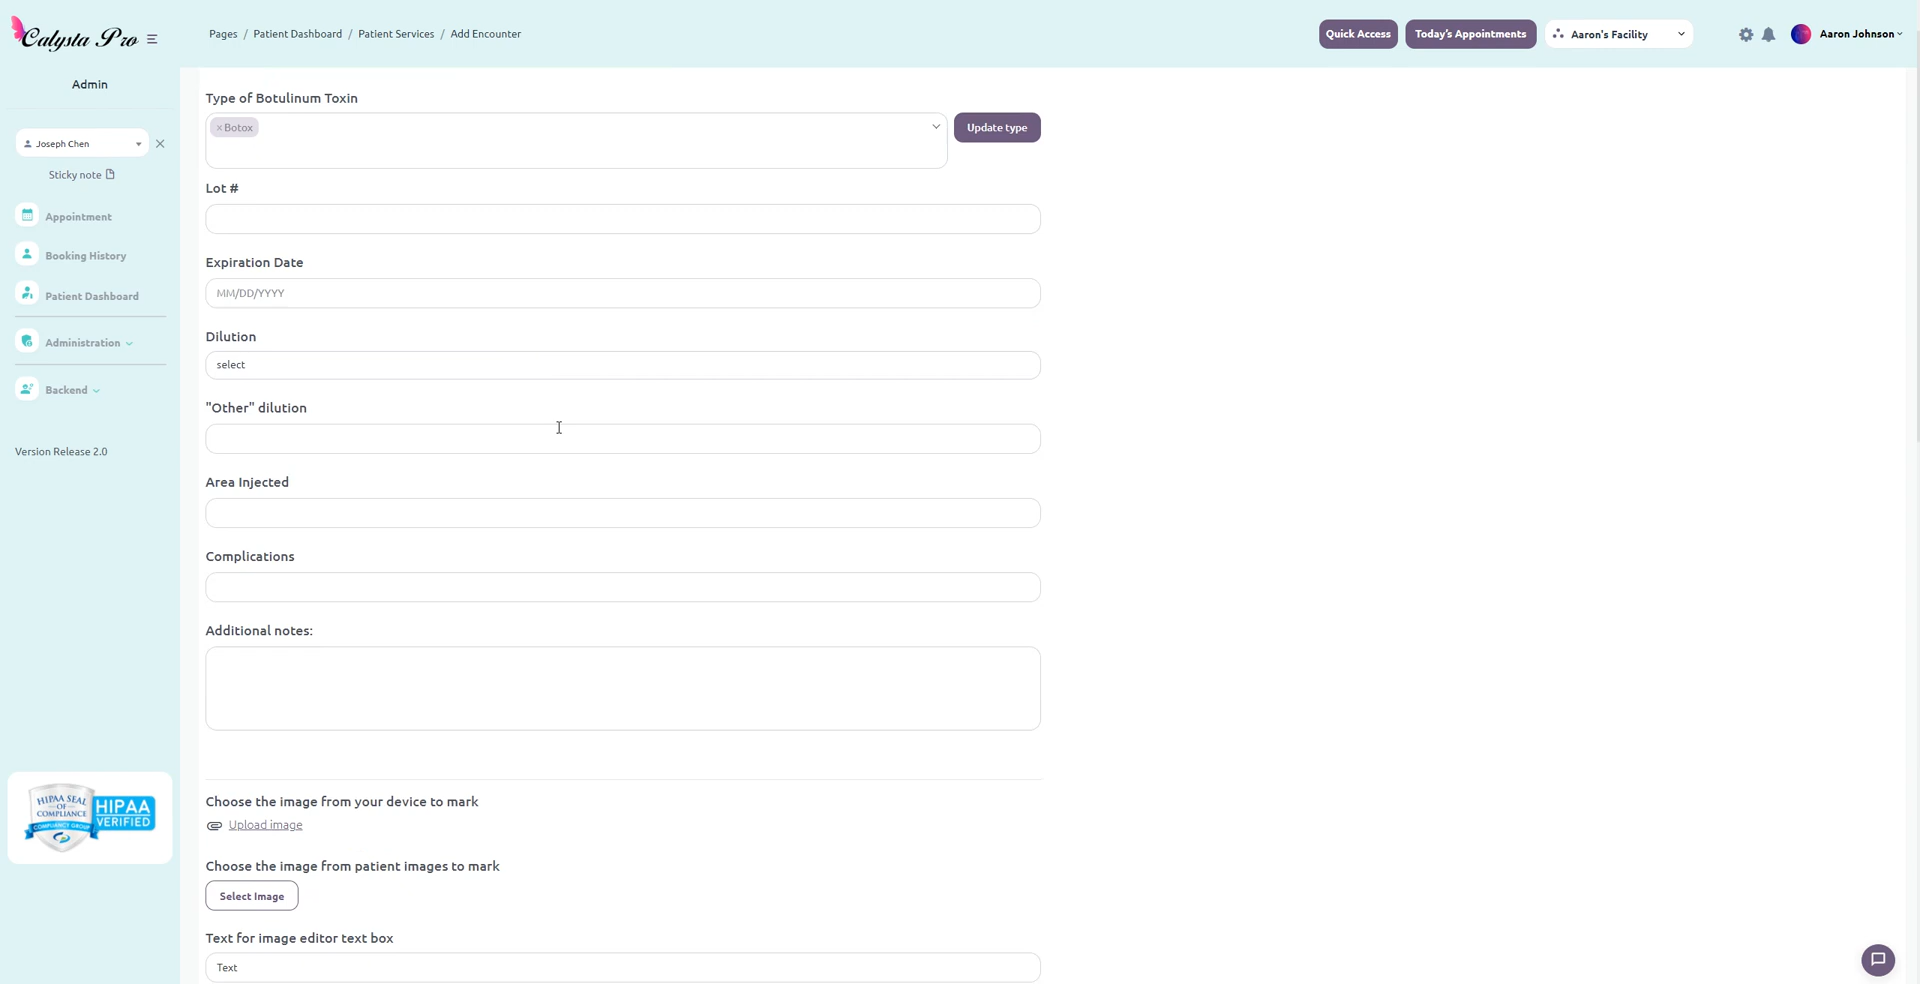 Calysta Pro
Pages / Patient Dashboard / Patient Services / Add Encounter
Quick Access
Today's Appointments
Aaron's Facility
Aaron Johnson
Admin
Joseph Chen
Sticky note
Appointment
Booking History
Patient Dashboard
Administration
Backend
Version Release 2.0
HIPAA SEAL
OF
COMPLIANCE
COMPLIANCY GROUP
HIPAA
VERIFIED
Type of Botulinum Toxin
× Botox
Update type
Lot #
Expiration Date
MM/DD/YYYY
Dilution
select
"Other" dilution
Area Injected
Complications
Additional notes:
Choose the image from your device to mark
Upload image
Choose the image from patient images to mark
Select Image
Text for image editor text box
Text